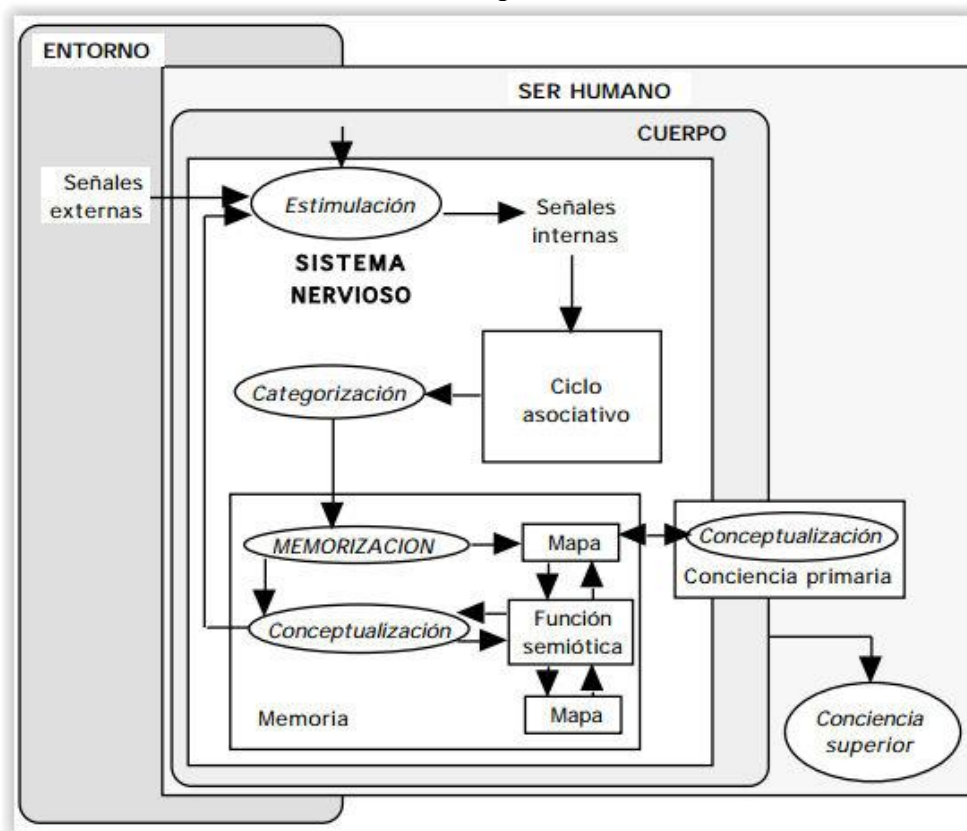 ENTORNO
SER HUMANO
CUERPO
Señales
externas
Estimulación
Señales
internas
SISTEMA
NERVIOSO
Categorización
Ciclo
asociativo
MEMORIZACION
Mapa
Conceptualización
Conciencia primaria
Conceptualización
Función
semiótica
Memoria
Mapa
Conciencia
superior